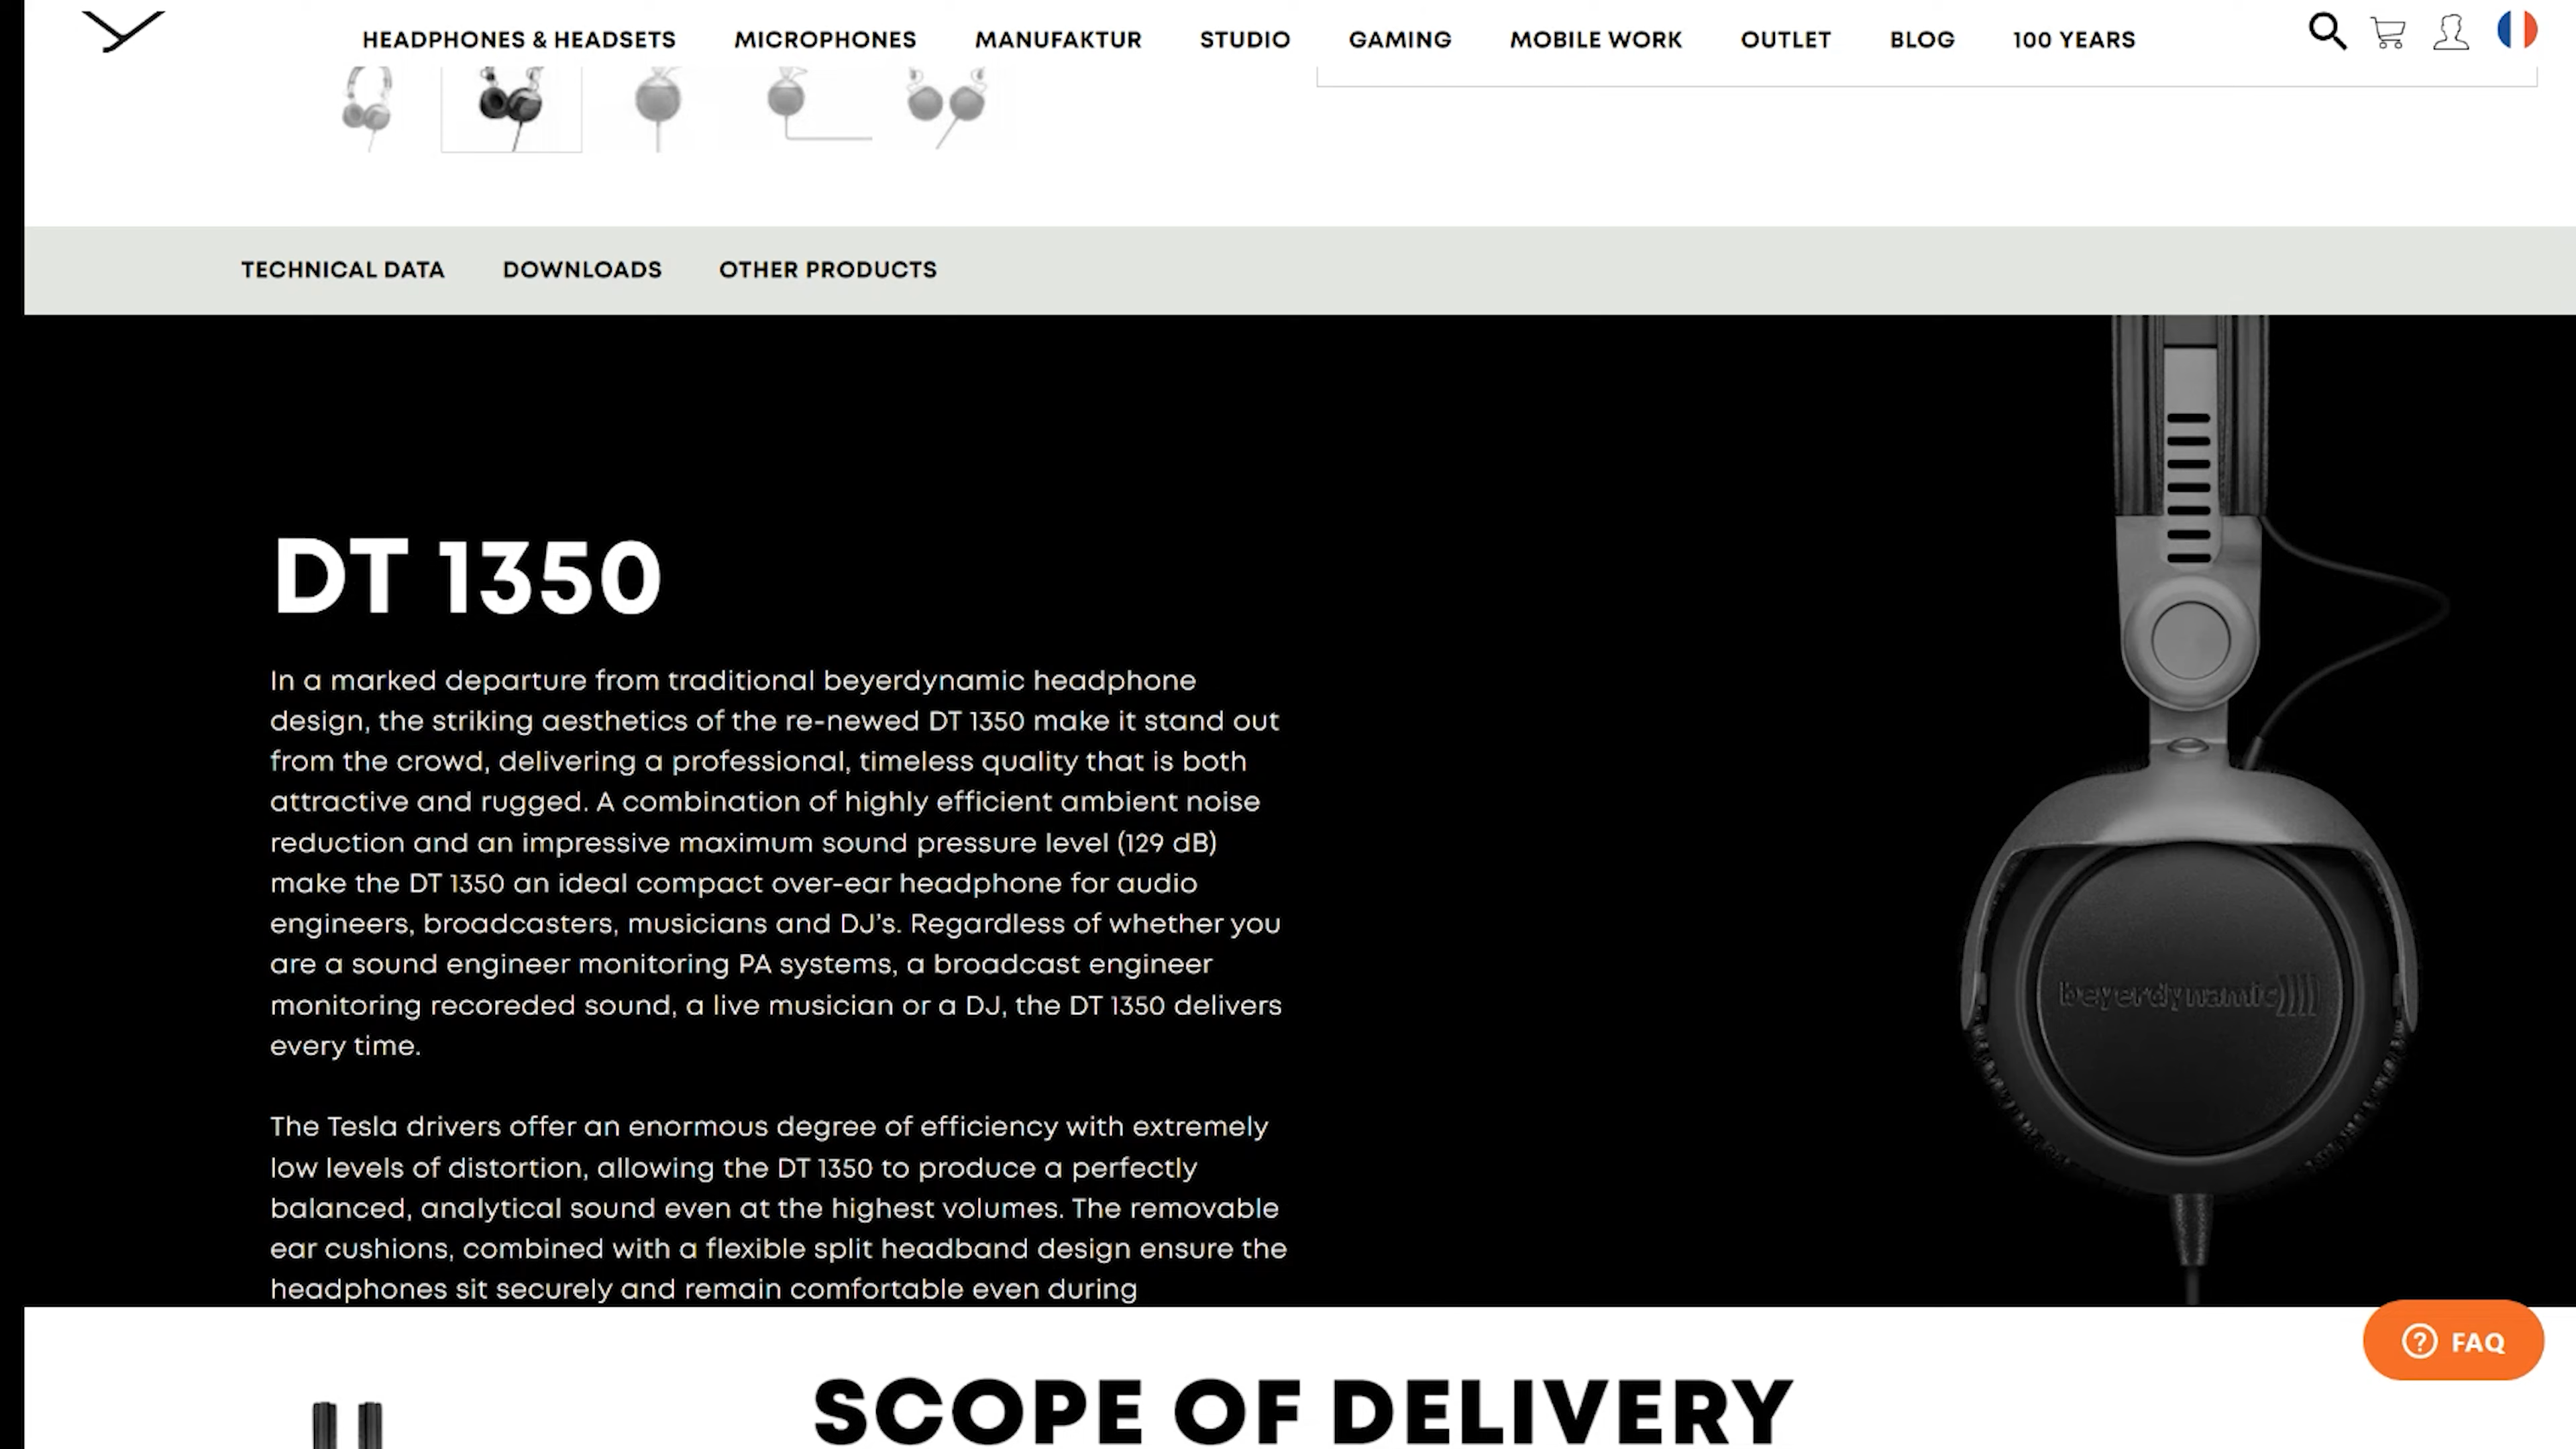 HEADPHONES & HEADSETS MICROPHONES MANUFAKTUR STUDIO GAMING MOBILE WORK OUTLET BLOG 100 YEARS
TECHNICAL DATA DOWNLOADS OTHER PRODUCTS
DT 1350
In a marked departure from traditional beyerdynamic headphone
design, the striking aesthetics of the re-newed DT 1350 make it stand out
from the crowd, delivering a professional, timeless quality that is both
attractive and rugged. A combination of highly efficient ambient noise
reduction and an impressive maximum sound pressure level (129 dB)
make the DT 1350 an ideal compact over-ear headphone for audio
engineers, broadcasters, musicians and DJ's. Regardless of whether you
are a sound engineer monitoring PA systems, a broadcast engineer
monitoring recoreded sound, a live musician or a DJ, the DT 1350 delivers
every time.
The Tesla drivers offer an enormous degree of efficiency with extremely
low levels of distortion, allowing the DT 1350 to produce a perfectly
balanced, analytical sound even at the highest volumes. The removable
ear cushions, combined with a flexible split headband design ensure the
headphones sit securely and remain comfortable even during
beyerdynamic))))
? FAQ
SCOPE OF DELIVERY